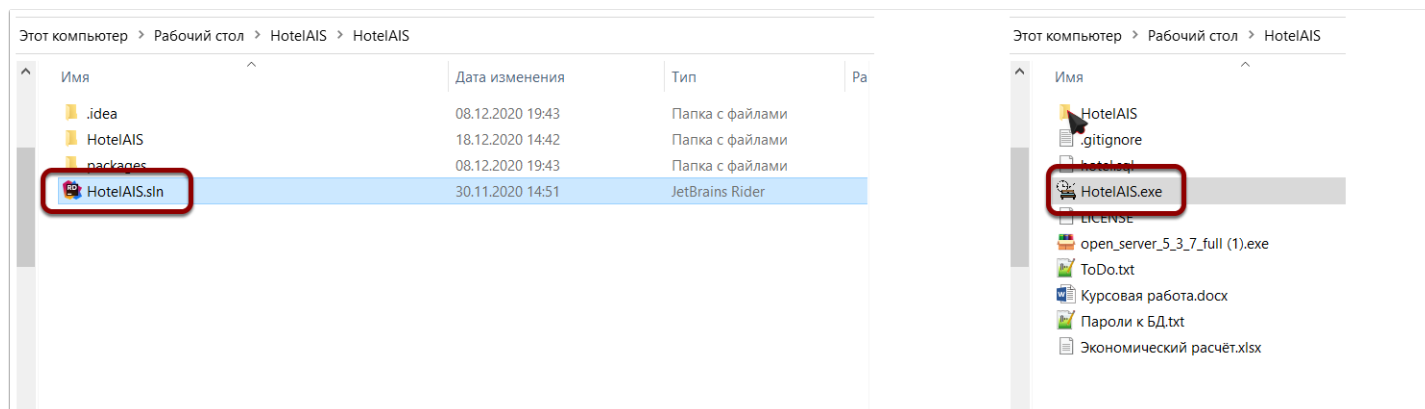 Этот компьютер > Рабочий стол > HotelAIS > HotelAIS
Имя Дата изменения Тип Ра
.idea 08.12.2020 19:43 Папка с файлами
HotelAIS 18.12.2020 14:42 Папка с файлами
packages 08.12.2020 19:43 Папка с файлами
HotelAIS.sln 30.11.2020 14:51 JetBrains Rider
Этот компьютер > Рабочий стол > HotelAIS
Имя
HotelAIS
.gitignore
hotel.sql
HotelAIS.exe
LICENSE
open_server_5_3_7_full (1).exe
ToDo.txt
Курсовая работа.docx
Пароли к БД.txt
Экономический расчёт.xlsx